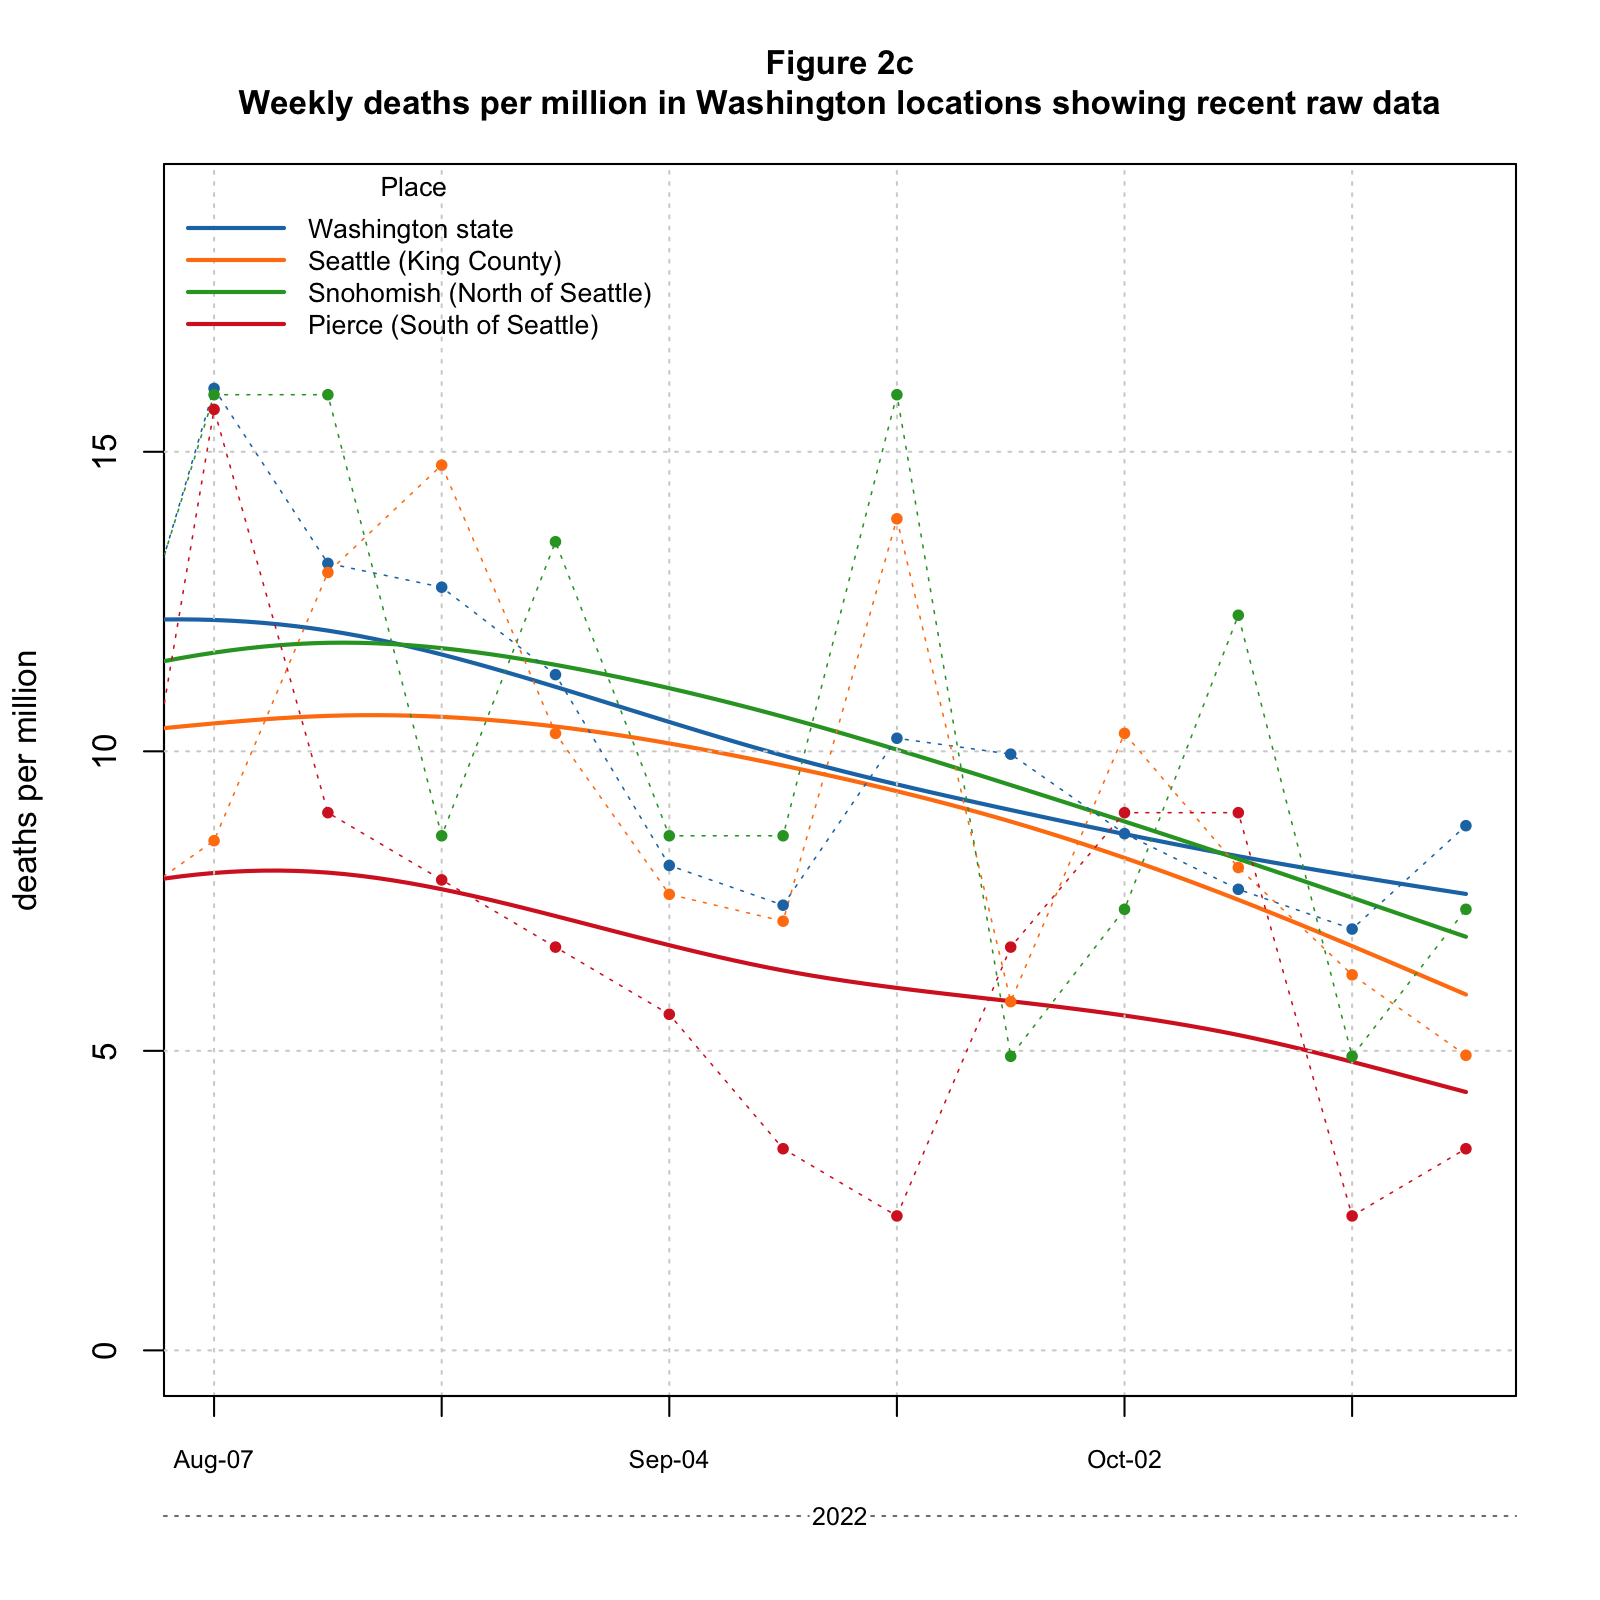 Figure 2c
Weekly deaths per million in Washington locations showing recent raw data
Place
Washington state
Seattle (King County)
Snohomish (North of Seattle)
Pierce (South of Seattle)
deaths per million
15
10
5
0
Aug-07
Sep-04
Oct-02
2022